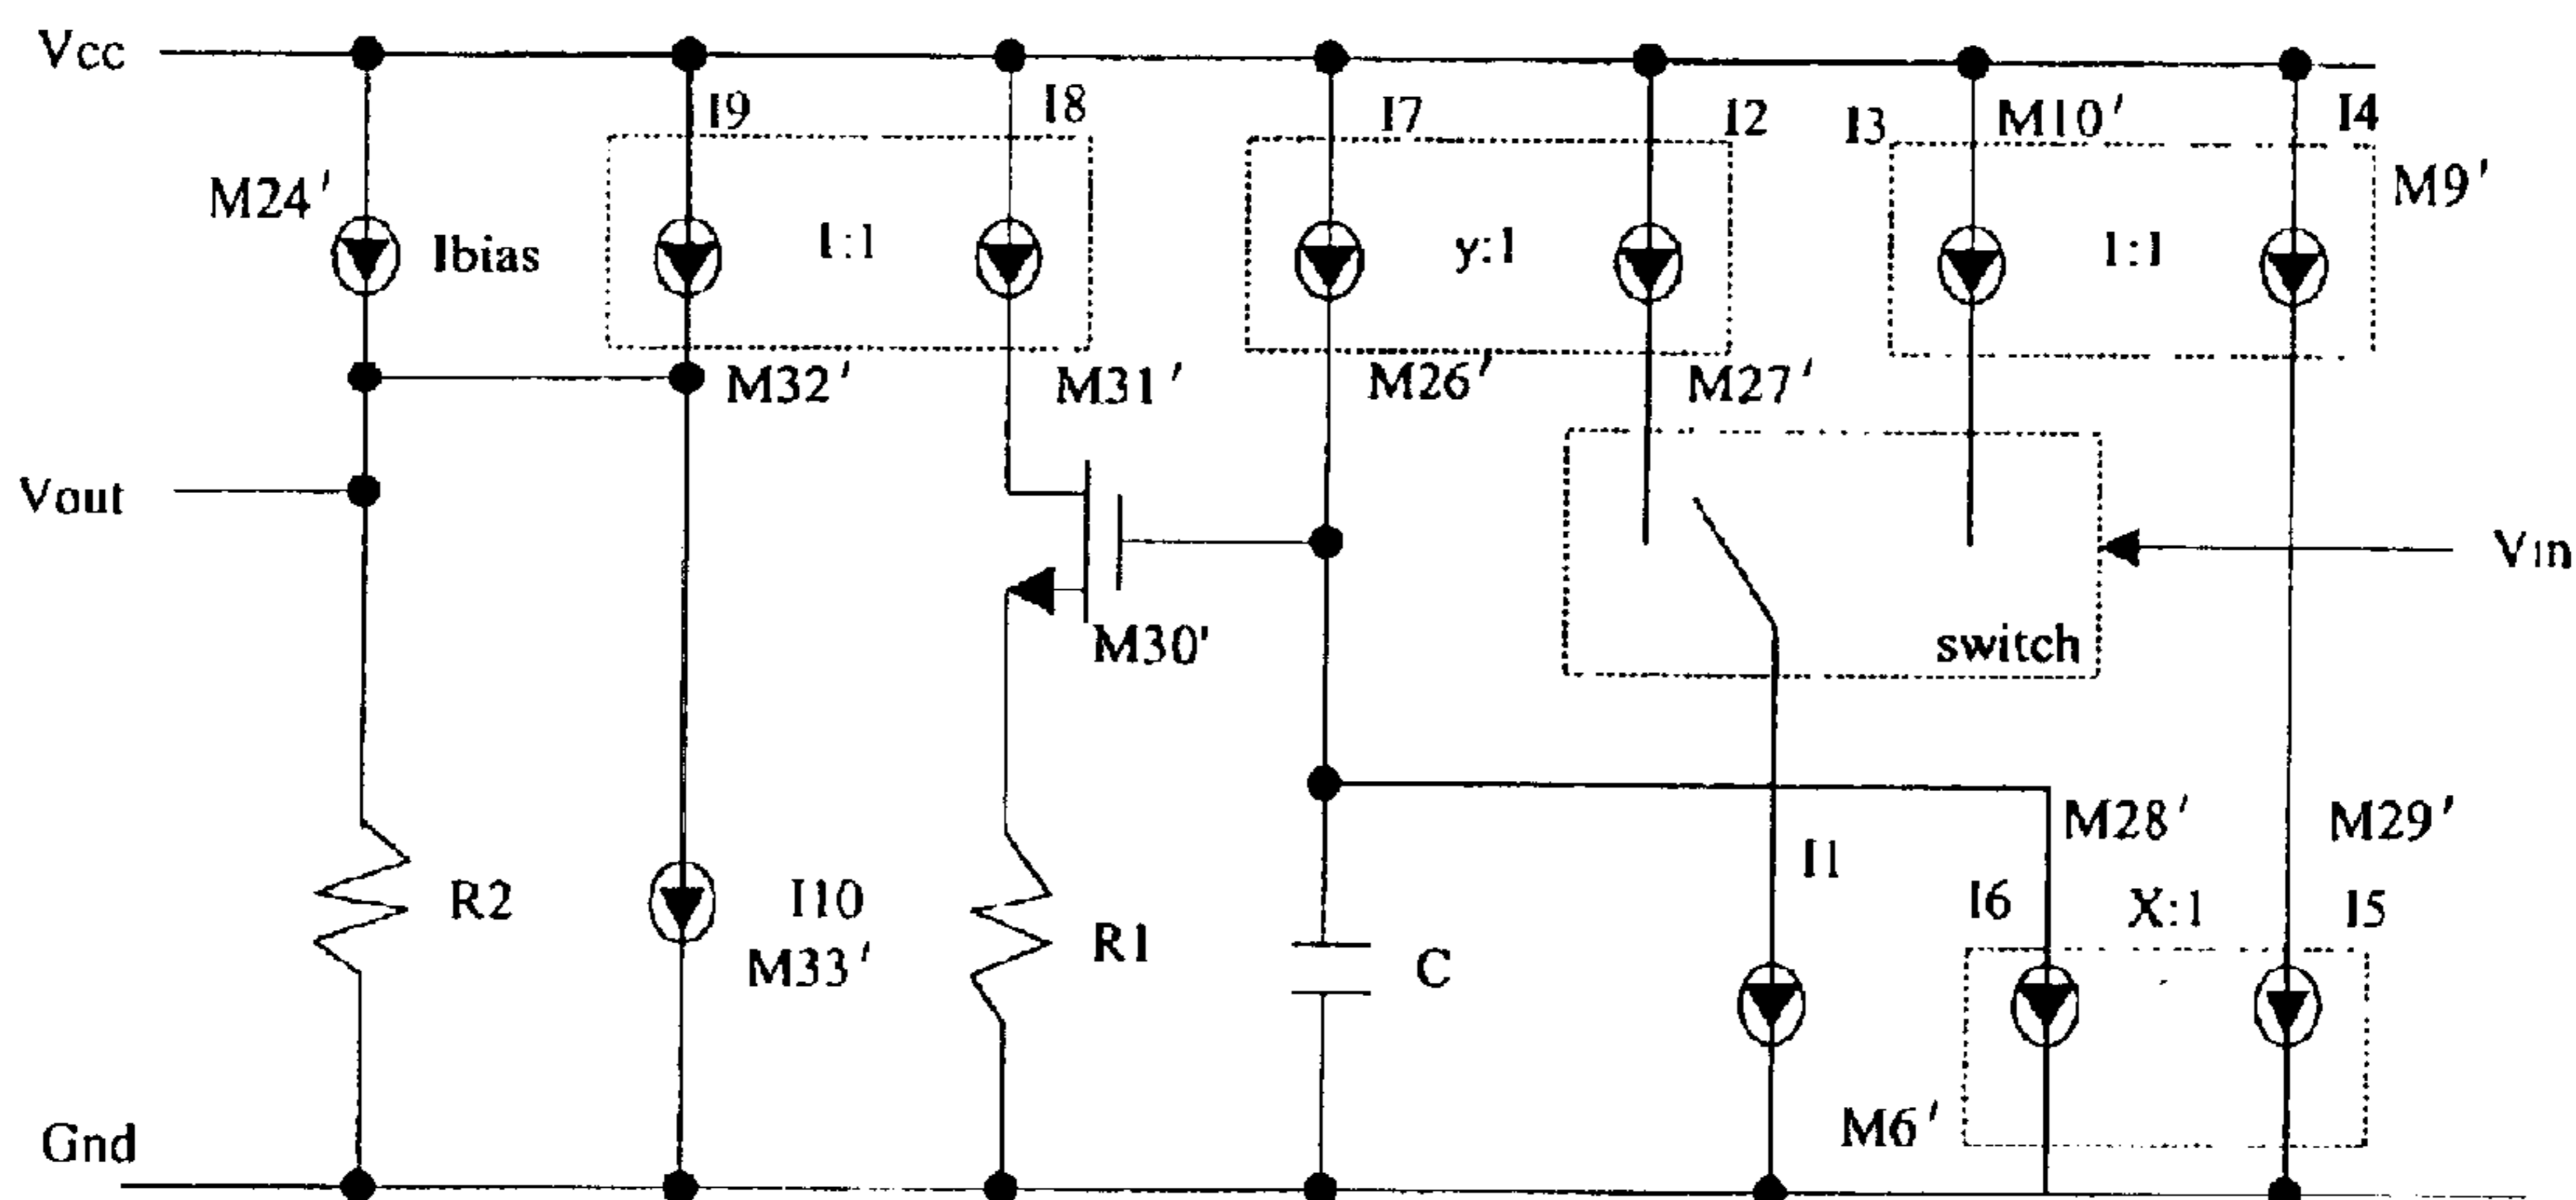 Vcc
I9
I8
I7
I2
I3
M10'
I4
M24'
Ibias
1:1
y:1
1:1
M9'
M32'
M31'
M26'
M27'
Vout
Vin
M30'
switch
M28'
M29'
I1
R2
I10
M33'
R1
C
I6
X:1
I5
M6'
Gnd